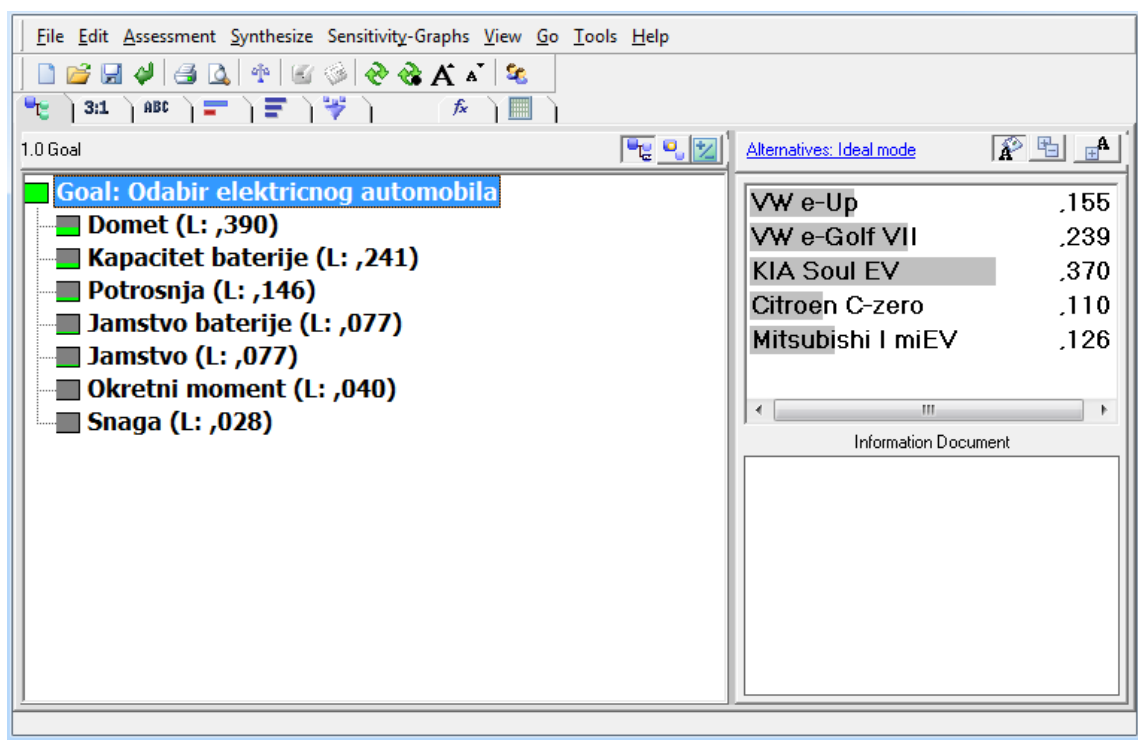 File Edit Assessment Synthesize Sensitivity-Graphs View Go Tools Help
3:1 ABC fx
1.0 Goal
Alternatives: Ideal mode
Goal: Odabir elektricnog automobila
Domet (L: ,390)
Kapacitet baterije (L: ,241)
Potrosnja (L: ,146)
Jamstvo baterije (L: ,077)
Jamstvo (L: ,077)
Okretni moment (L: ,040)
Snaga (L: ,028)
VW e-Up ,155
VW e-Golf VII ,239
KIA Soul EV ,370
Citroen C-zero ,110
Mitsubishi I miEV ,126
Information Document